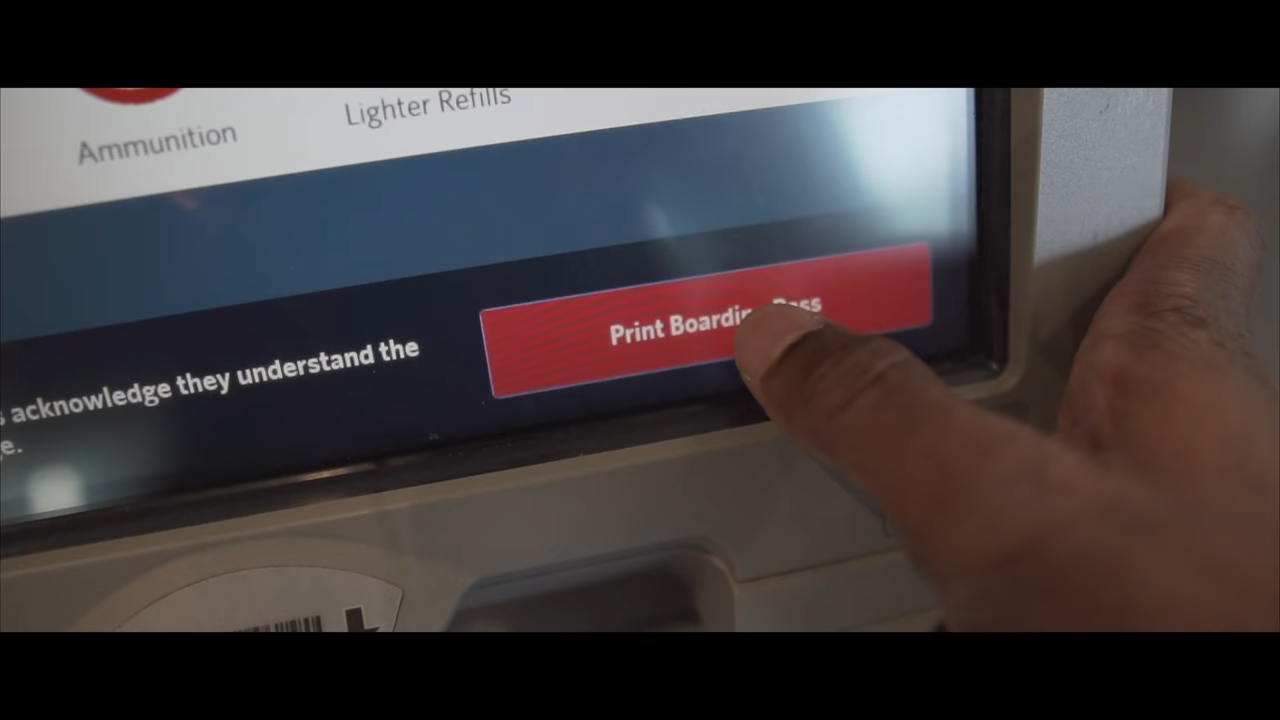 Ammunition
Lighter Refills
Print Boarding Pass
acknowledge they understand the